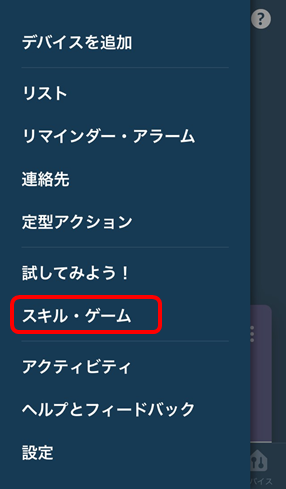 ?
デバイスを追加
リスト
リマインダー・アラーム
連絡先
定型アクション
試してみよう！
スキル・ゲーム
アクティビティ
ヘルプとフィードバック
設定
バイス